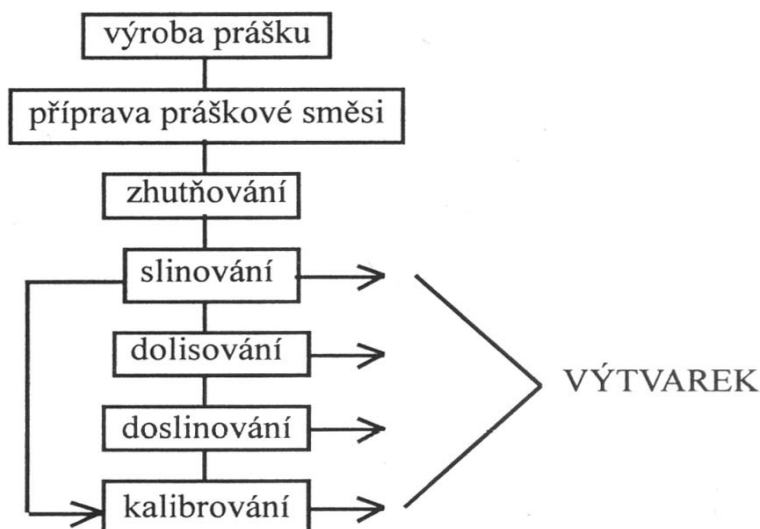 výroba prášku
příprava práškové směsi
zhutňování
slinování
dolisování
VÝTVAREK
doslinování
kalibrování